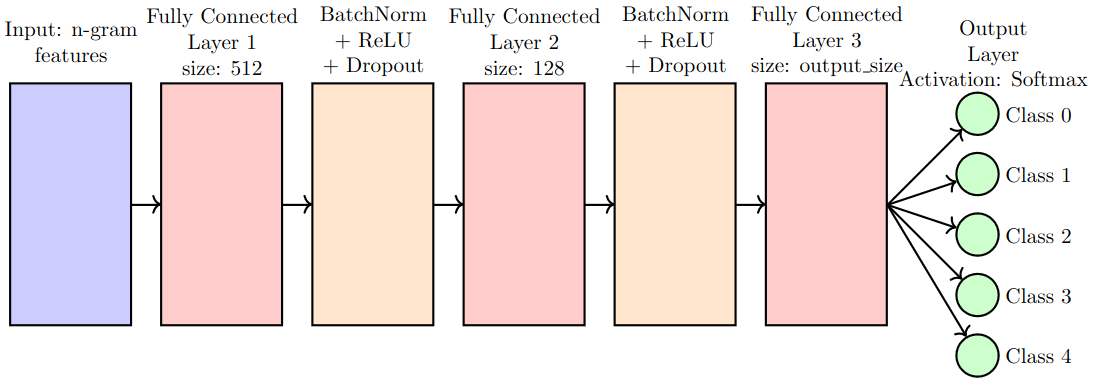 Input: n-gram
features
Fully Connected
Layer 1
size: 512
BatchNorm
+ ReLU
+ Dropout
Fully Connected
Layer 2
size: 128
BatchNorm
+ ReLU
+ Dropout
Fully Connected
Layer 3
size: output_size
Output
Layer
Activation: Softmax
Class 0
Class 1
Class 2
Class 3
Class 4